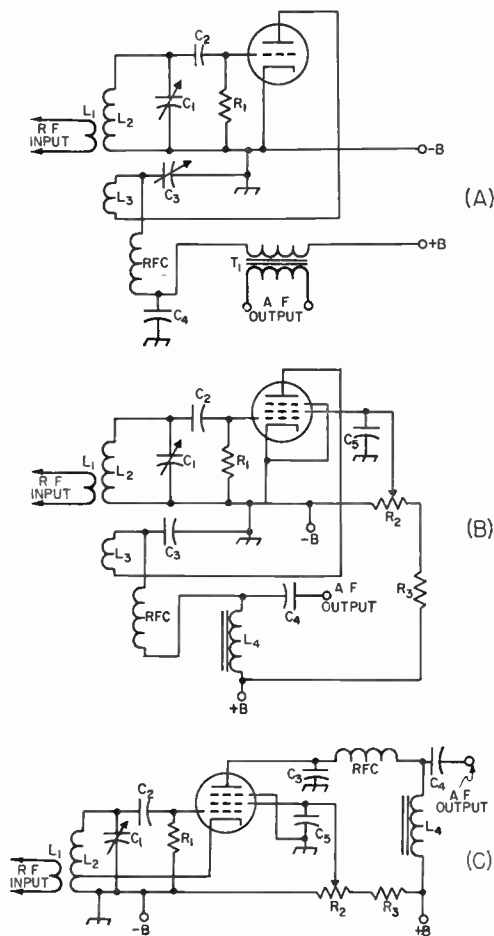 C2
L1
L2
C1
R1
RF
INPUT
-B
(A)
L3
C3
RFC
T1
+B
C4
A F
OUTPUT
C2
C5
L1
L2
C1
R1
RF
INPUT
R2
-B
(B)
L3
C3
R3
RFC
C4
A F
OUTPUT
L4
+B
C3
RFC
C4
A F
OUTPUT
C2
L1
L2
C1
R1
C5
L4
(C)
RF
INPUT
-B
R2
R3
+B